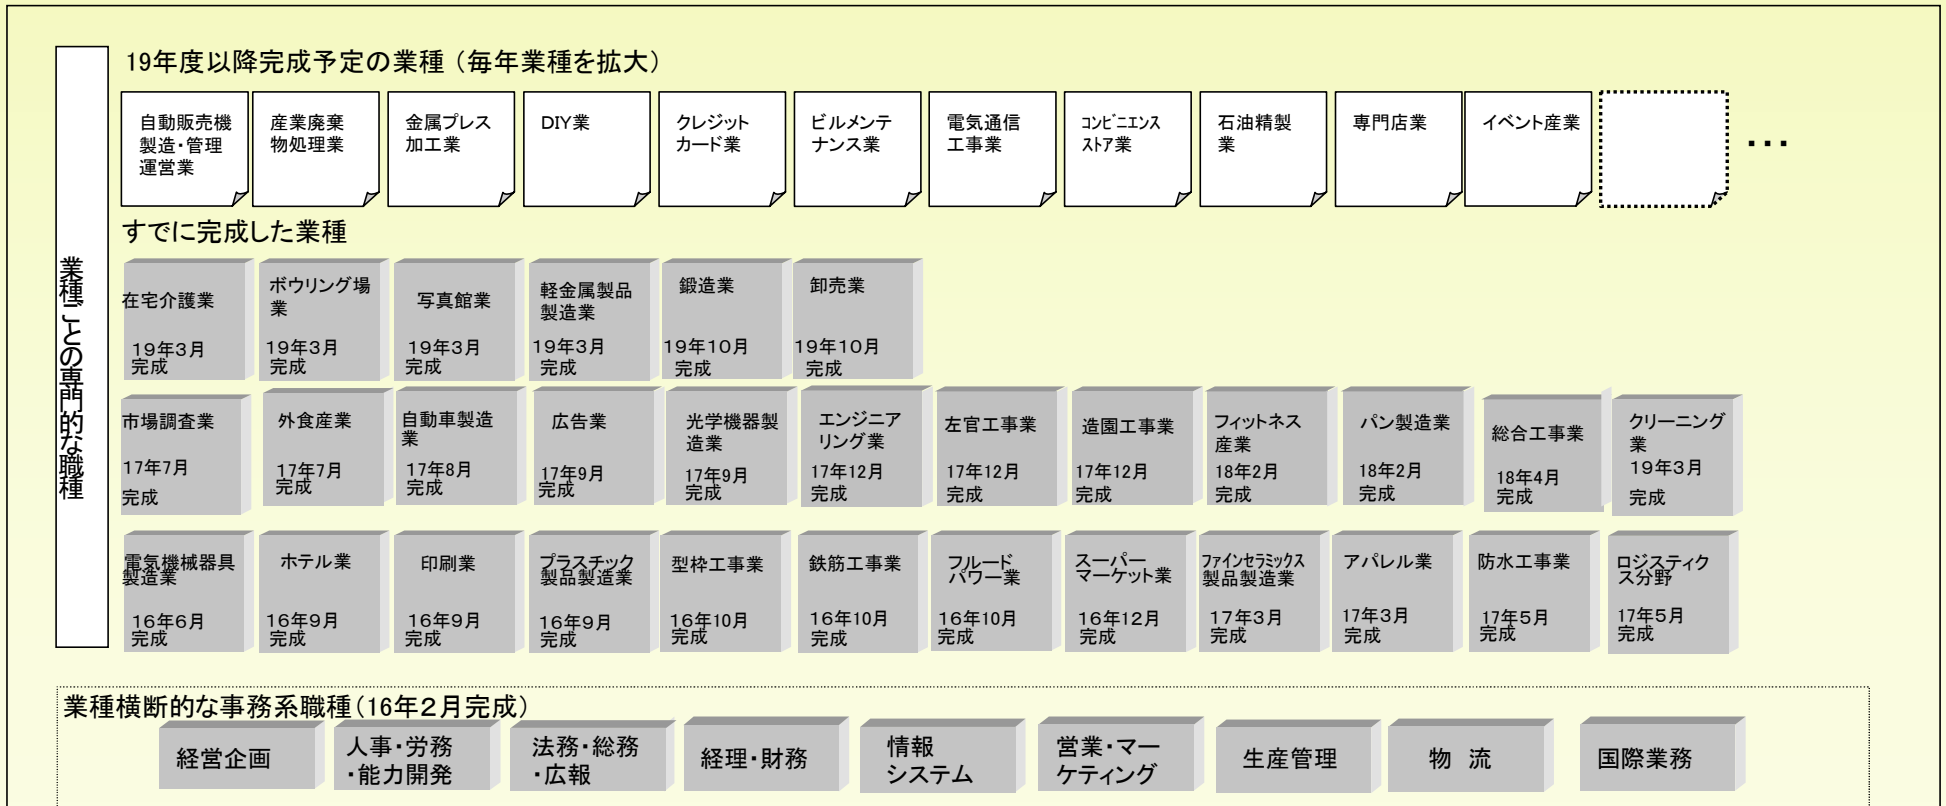 業種ごとの専門的な職種
19年度以降完成予定の業種（毎年業種を拡大）
自動販売機
製造・管理
運営業
産業廃棄
物処理業
金属プレス
加工業
DIY業
クレジット
カード業
ビルメンテ
ナンス業
電気通信
工事業
ｺﾝﾋﾞﾆｴﾝｽ
ｽﾄｱ業
石油精製
業
専門店業
イベント産業
・・・
すでに完成した業種
在宅介護業
19年3月
完成
ボウリング場
業
19年3月
完成
写真館業
19年3月
完成
軽金属製品
製造業
19年3月
完成
鍛造業
19年10月
完成
卸売業
19年10月
完成
市場調査業
17年7月
完成
外食産業
17年7月
完成
自動車製造
業
17年8月
完成
広告業
17年9月
完成
光学機器製
造業
17年9月
完成
エンジニア
リング業
17年12月
完成
左官工事業
17年12月
完成
造園工事業
17年12月
完成
フィットネス
産業
18年2月
完成
パン製造業
18年2月
完成
総合工事業
18年4月
完成
クリーニング
業
19年3月
完成
電気機械器具
製造業
16年6月
完成
ホテル業
16年9月
完成
印刷業
16年9月
完成
プラスチック
製品製造業
16年9月
完成
型枠工事業
16年10月
完成
鉄筋工事業
16年10月
完成
フルード
パワー業
16年10月
完成
スーパー
マーケット業
16年12月
完成
ﾌｧｲﾝｾﾗﾐｯｸｽ
製品製造業
17年3月
完成
アパレル業
17年3月
完成
防水工事業
17年5月
完成
ロジスティク
ス分野
17年5月
完成
業種横断的な事務系職種（16年２月完成）
経営企画
人事・労務
・能力開発
法務・総務
・広報
経理・財務
情報
システム
営業・マー
ケティング
生産管理
物 流
国際業務